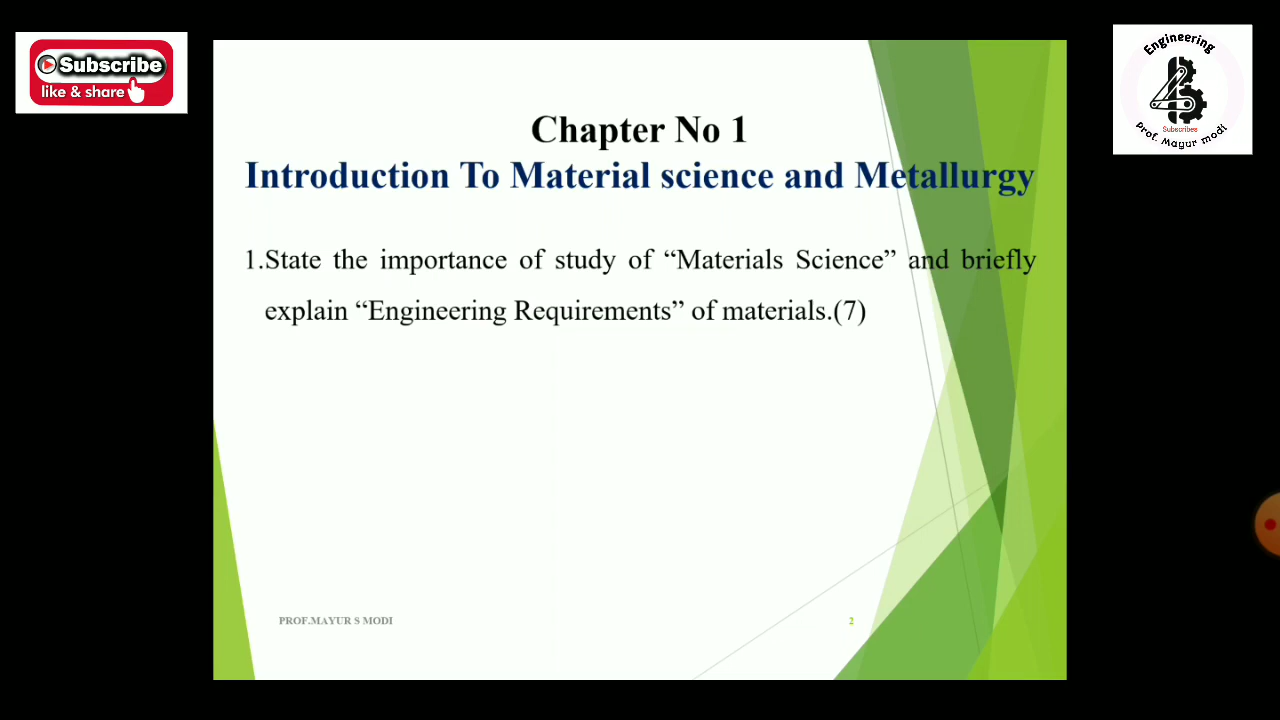 Subscribe
like & share
Engineering
Subscribes
Prof. Mayur modi
Chapter No 1
Introduction To Material science and Metallurgy
1.State the importance of study of “Materials Science” and briefly
explain “Engineering Requirements” of materials.(7)
PROF.MAYUR S MODI
2